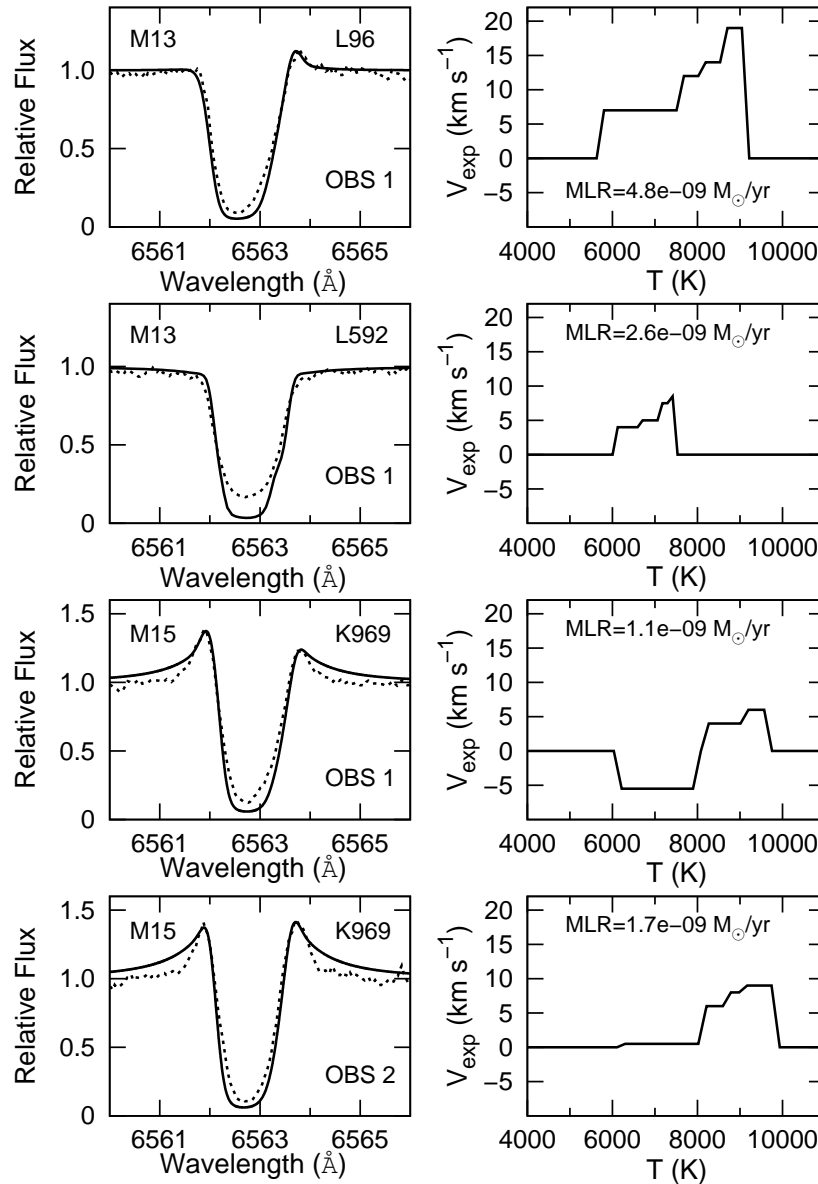 M13 L96
OBS 1
Relative Flux
1.0
0.5
0
6561 6563 6565
Wavelength (Å)
V_exp (km s⁻¹)
20
15
10
5
0
−5
MLR=4.8e−09 M☉/yr
4000 6000 8000 10000
T (K)
M13 L592
OBS 1
Relative Flux
1.0
0.5
0
6561 6563 6565
Wavelength (Å)
V_exp (km s⁻¹)
20
15
10
5
0
−5
MLR=2.6e−09 M☉/yr
4000 6000 8000 10000
T (K)
M15 K969
OBS 1
Relative Flux
1.5
1.0
0.5
0
6561 6563 6565
Wavelength (Å)
V_exp (km s⁻¹)
20
15
10
5
0
−5
MLR=1.1e−09 M☉/yr
4000 6000 8000 10000
T (K)
M15 K969
OBS 2
Relative Flux
1.5
1.0
0.5
0
6561 6563 6565
Wavelength (Å)
V_exp (km s⁻¹)
20
15
10
5
0
−5
MLR=1.7e−09 M☉/yr
4000 6000 8000 10000
T (K)